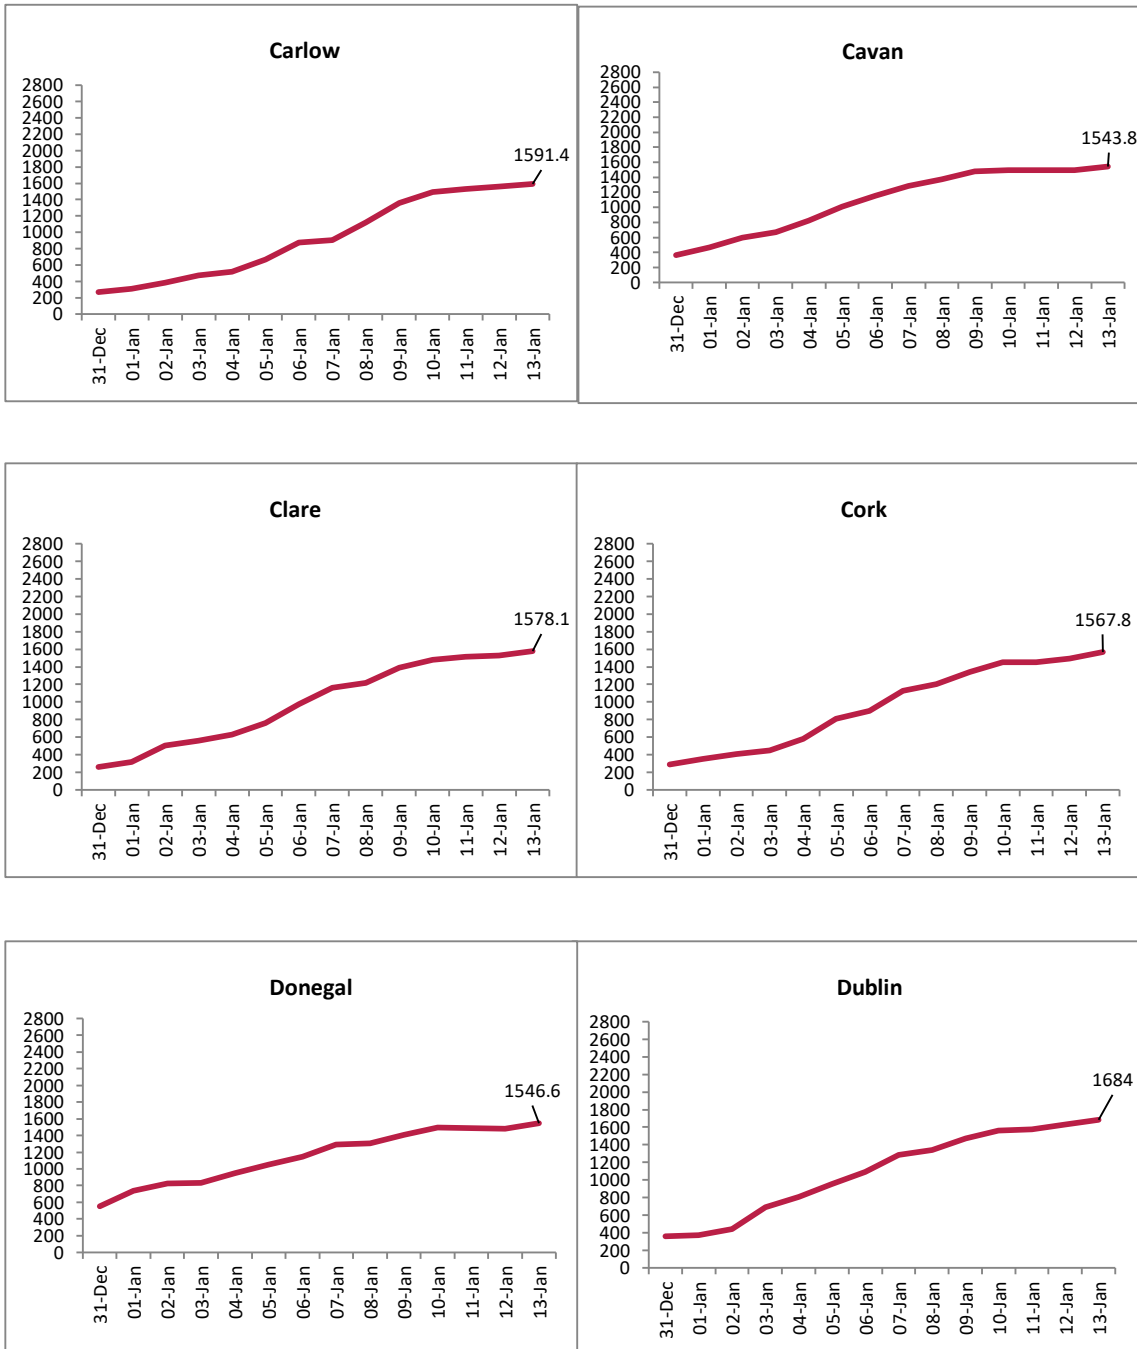 Carlow
2800
2600
2400
2200
2000
1800
1600
1400
1200
1000
800
600
400
200
0
1591.4
31-Dec
01-Jan
02-Jan
03-Jan
04-Jan
05-Jan
06-Jan
07-Jan
08-Jan
09-Jan
10-Jan
11-Jan
12-Jan
13-Jan
Cavan
2800
2600
2400
2200
2000
1800
1600
1400
1200
1000
800
600
400
200
0
1543.8
31-Dec
01-Jan
02-Jan
03-Jan
04-Jan
05-Jan
06-Jan
07-Jan
08-Jan
09-Jan
10-Jan
11-Jan
12-Jan
13-Jan
Clare
2800
2600
2400
2200
2000
1800
1600
1400
1200
1000
800
600
400
200
0
1578.1
31-Dec
01-Jan
02-Jan
03-Jan
04-Jan
05-Jan
06-Jan
07-Jan
08-Jan
09-Jan
10-Jan
11-Jan
12-Jan
13-Jan
Cork
2800
2600
2400
2200
2000
1800
1600
1400
1200
1000
800
600
400
200
0
1567.8
31-Dec
01-Jan
02-Jan
03-Jan
04-Jan
05-Jan
06-Jan
07-Jan
08-Jan
09-Jan
10-Jan
11-Jan
12-Jan
13-Jan
Donegal
2800
2600
2400
2200
2000
1800
1600
1400
1200
1000
800
600
400
200
0
1546.6
31-Dec
01-Jan
02-Jan
03-Jan
04-Jan
05-Jan
06-Jan
07-Jan
08-Jan
09-Jan
10-Jan
11-Jan
12-Jan
13-Jan
Dublin
2800
2600
2400
2200
2000
1800
1600
1400
1200
1000
800
600
400
200
0
1684
31-Dec
01-Jan
02-Jan
03-Jan
04-Jan
05-Jan
06-Jan
07-Jan
08-Jan
09-Jan
10-Jan
11-Jan
12-Jan
13-Jan